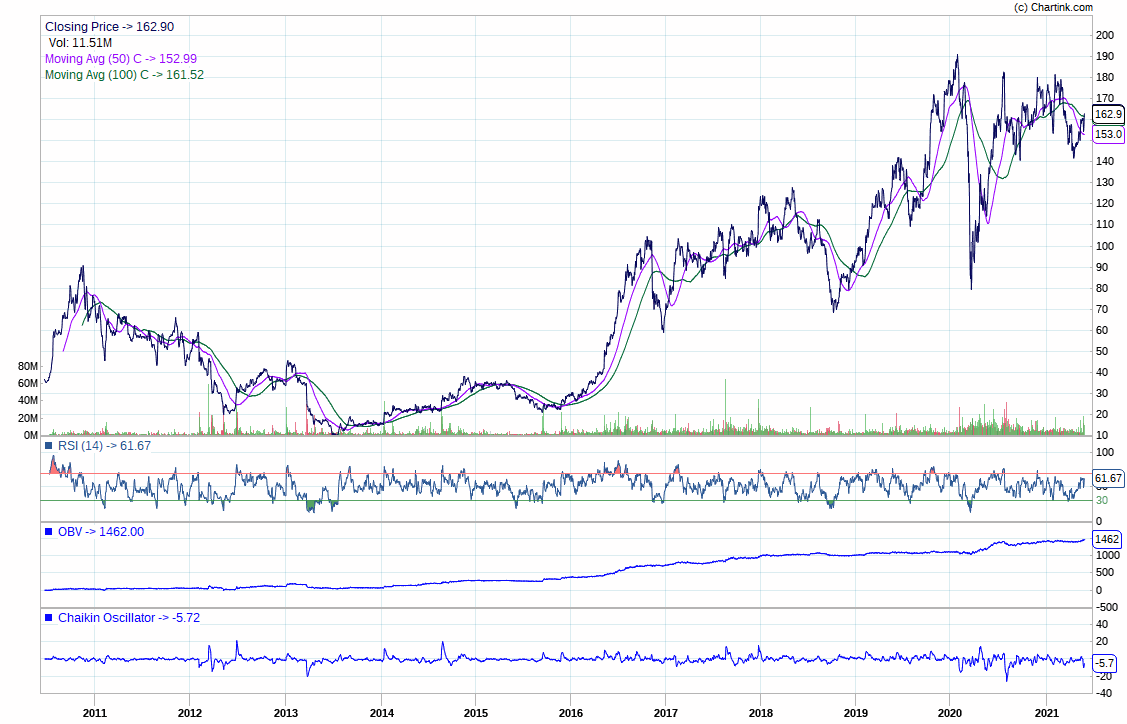 (c) Chartink.com
Closing Price -> 162.90
Vol: 11.51M
Moving Avg (50) C -> 152.99
Moving Avg (100) C -> 161.52
200
190
180
170
162.9
153.0
140
130
120
110
100
90
80
70
60
50
40
30
20
10
80M
60M
40M
20M
0M
RSI (14) -> 61.67
100
61.67
30
0
OBV -> 1462.00
1462
1000
500
0
-500
Chaikin Oscillator -> -5.72
40
20
-5.7
-20
-40
2011 2012 2013 2014 2015 2016 2017 2018 2019 2020 2021